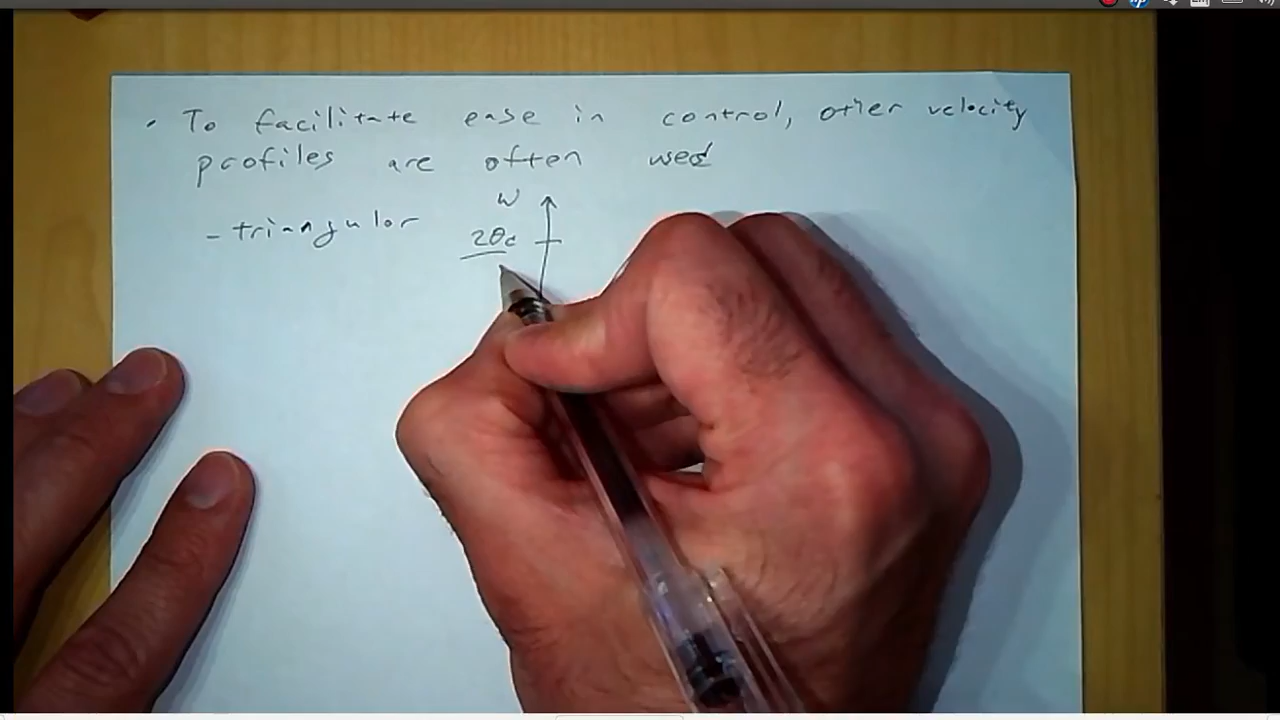 • To facilitate ease in control, other velocity
profiles are often used
- triangular
ω
2θc